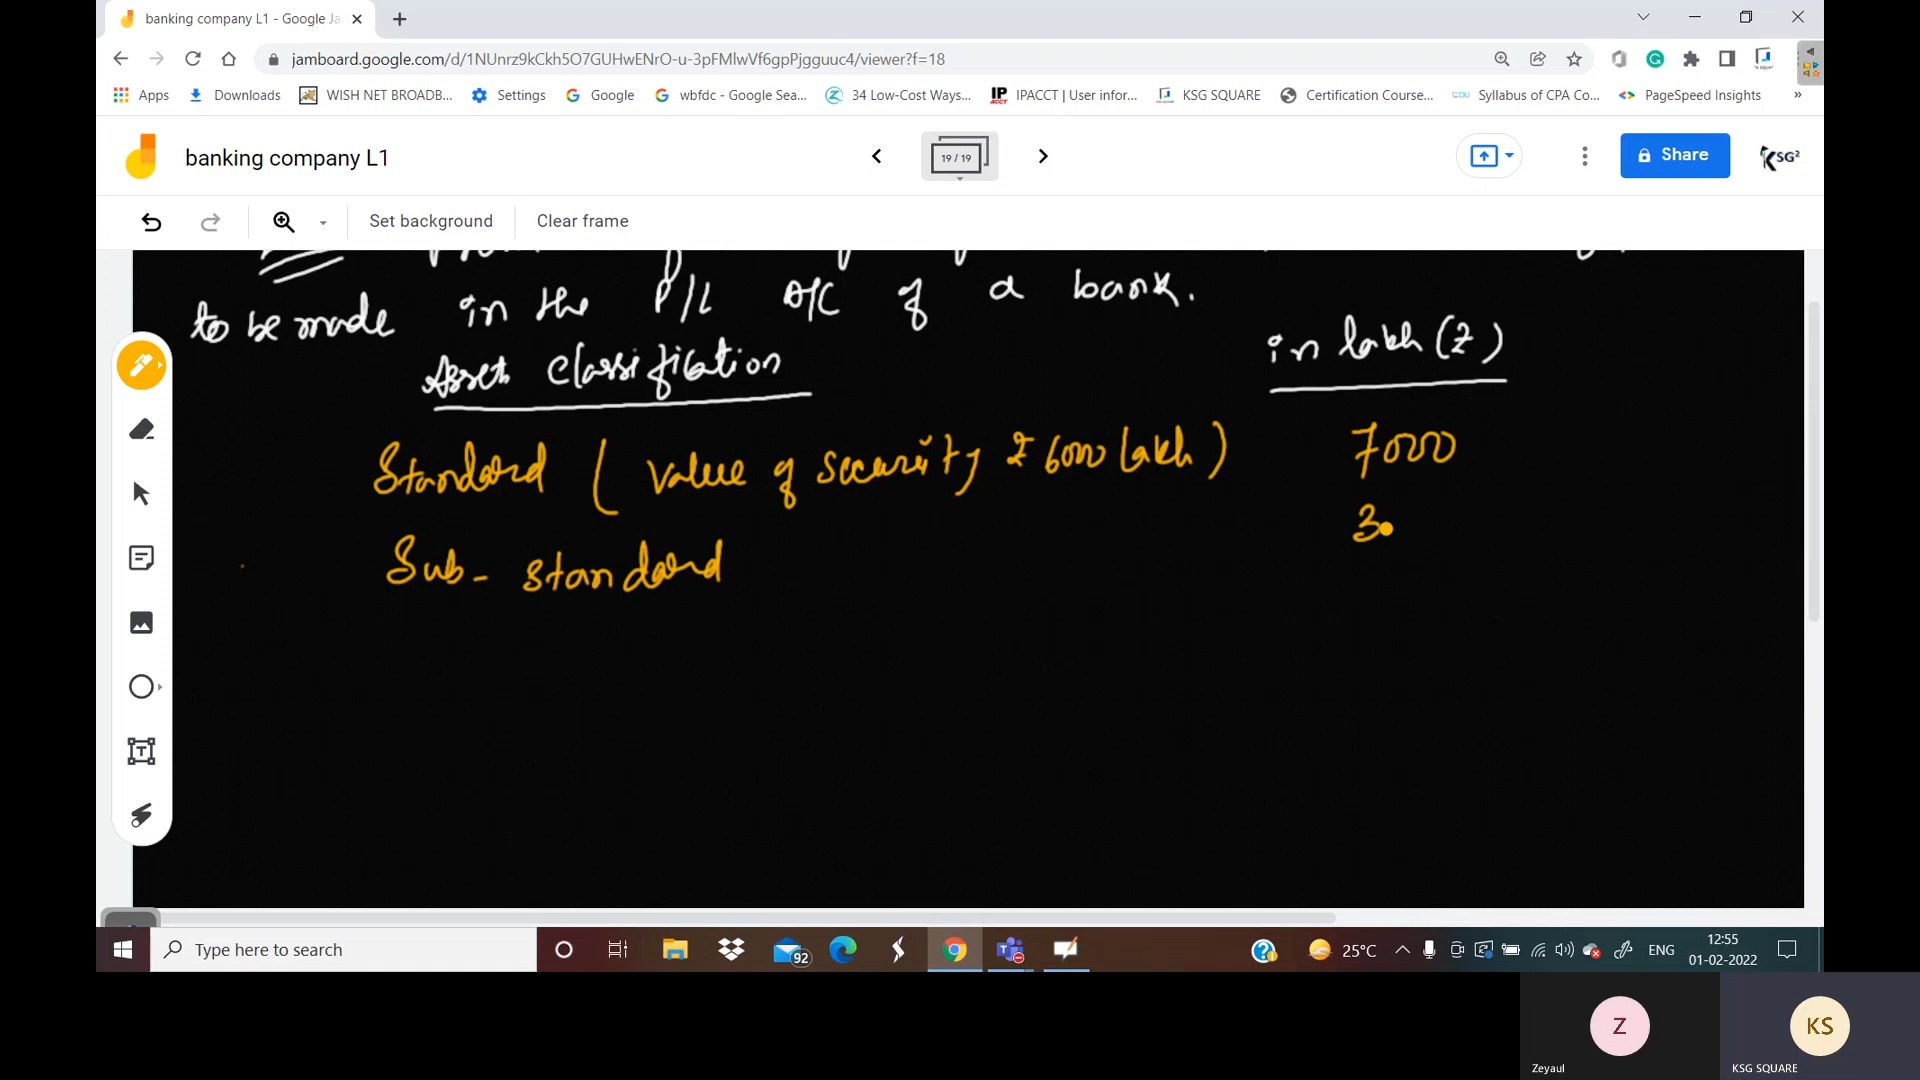 banking company L1 - Google Ja
jamboard.google.com/d/1NUnrz9kCkh5O7GUHwENrO-u-3pFMlwVf6gpPjgguuc4/viewer?f=18
Apps Downloads WISH NET BROADB... Settings Google wbfdc - Google Sea... 34 Low-Cost Ways... IPACCT | User infor... KSG SQUARE Certification Course... Syllabus of CPA Co... PageSpeed Insights »
banking company L1
19 / 19
Share
KSG²
Set background Clear frame
to be made in the P/L A/C of a bank.
Assets Classification in lakh (₹)
Standard ( Value of security ₹ 6000 lakh ) 7000
Sub- standard 3
Type here to search
92
25°C ENG 12:55
01-02-2022
Z KS
Zeyaul KSG SQUARE